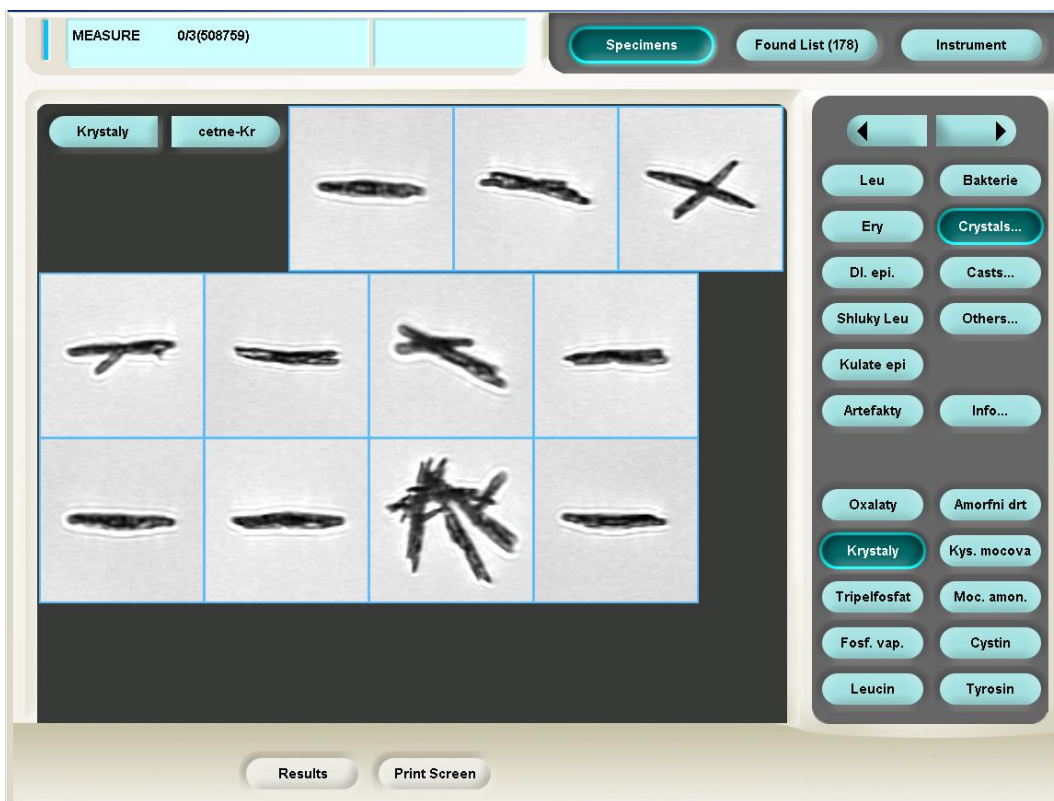 MEASURE 0/3(508759)
Specimens
Found List (178)
Instrument
Krystaly
cetne-Kr
Leu
Bakterie
Ery
Crystals...
Dl. epi.
Casts...
Shluky Leu
Others...
Kulate epi
Artefakty
Info...
Oxalaty
Amorfni drt
Krystaly
Kys. mocova
Tripelfosfat
Moc. amon.
Fosf. vap.
Cystin
Leucin
Tyrosin
Results
Print Screen